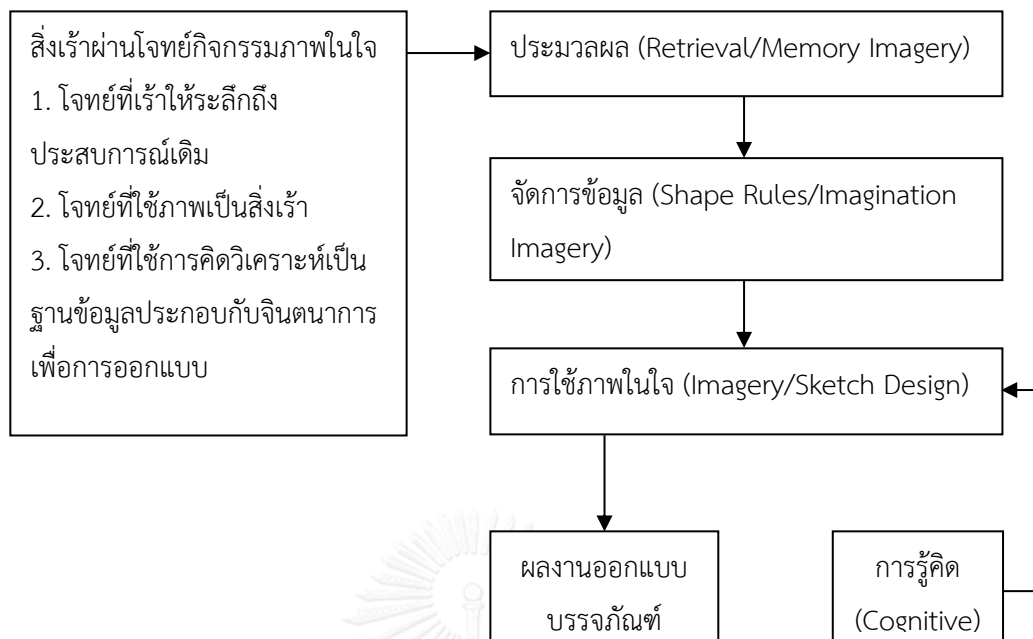 สิ่งเร้าผ่านโจทย์กิจกรรมภาพในใจ
1. โจทย์ที่เร้าให้ระลึกถึง
ประสบการณ์เดิม
2. โจทย์ที่ใช้ภาพเป็นสิ่งเร้า
3. โจทย์ที่ใช้การคิดวิเคราะห์เป็น
ฐานข้อมูลประกอบกับจินตนาการ
เพื่อการออกแบบ
ประมวลผล (Retrieval/Memory Imagery)
จัดการข้อมูล (Shape Rules/Imagination
Imagery)
การใช้ภาพในใจ (Imagery/Sketch Design)
ผลงานออกแบบ
บรรจภัณฑ์
การรู้คิด
(Cognitive)